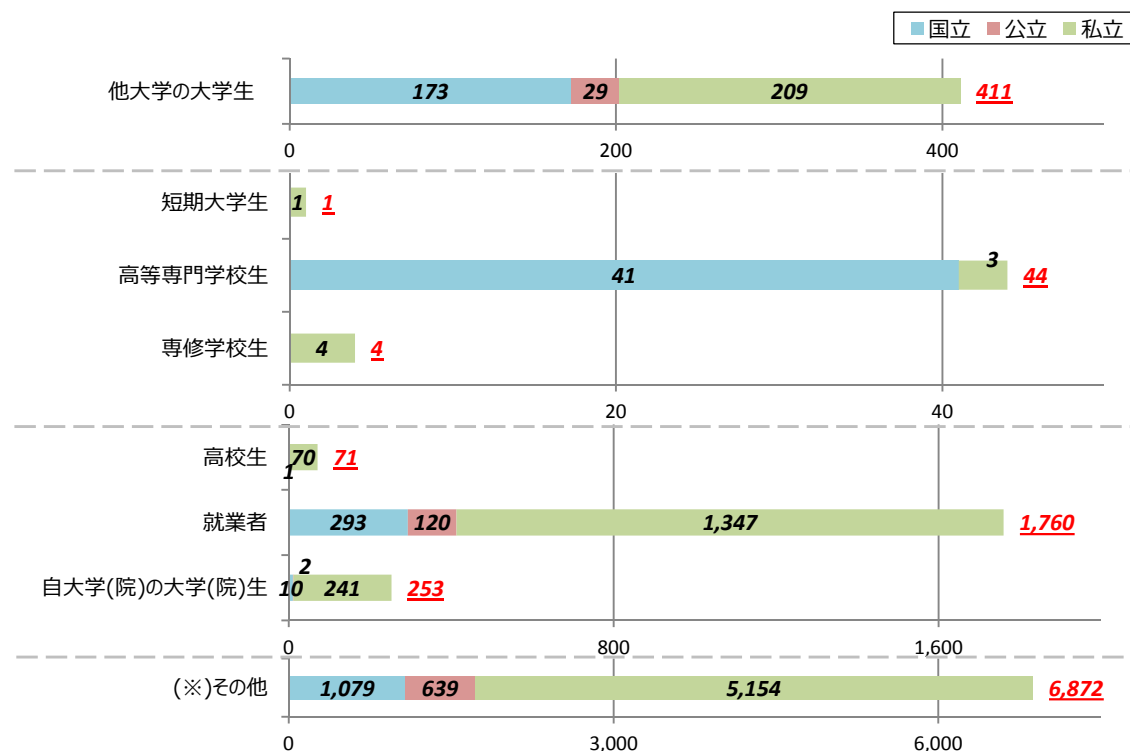 国立 公立 私立
他大学の大学生 173 29 209 411
0 200 400
短期大学生 1 1
3
高等専門学校生 41 44
専修学校生 4 4
0 20 40
高校生 70 71
1
就業者 293 120 1,347 1,760
2
自大学(院)の大学(院)生 10 241 253
0 800 1,600
(※)その他 1,079 639 5,154 6,872
0 3,000 6,000